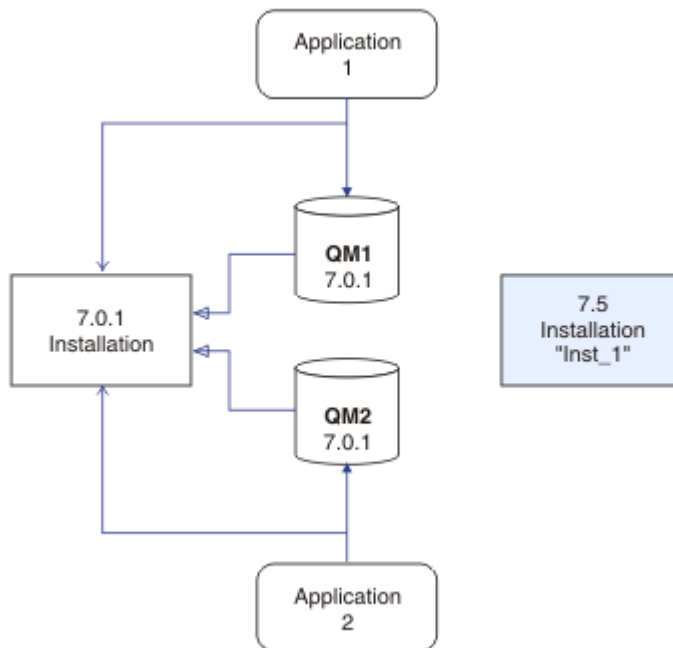 Application
1
QM1
7.0.1
7.0.1
Installation
7.5
Installation
"Inst_1"
QM2
7.0.1
Application
2